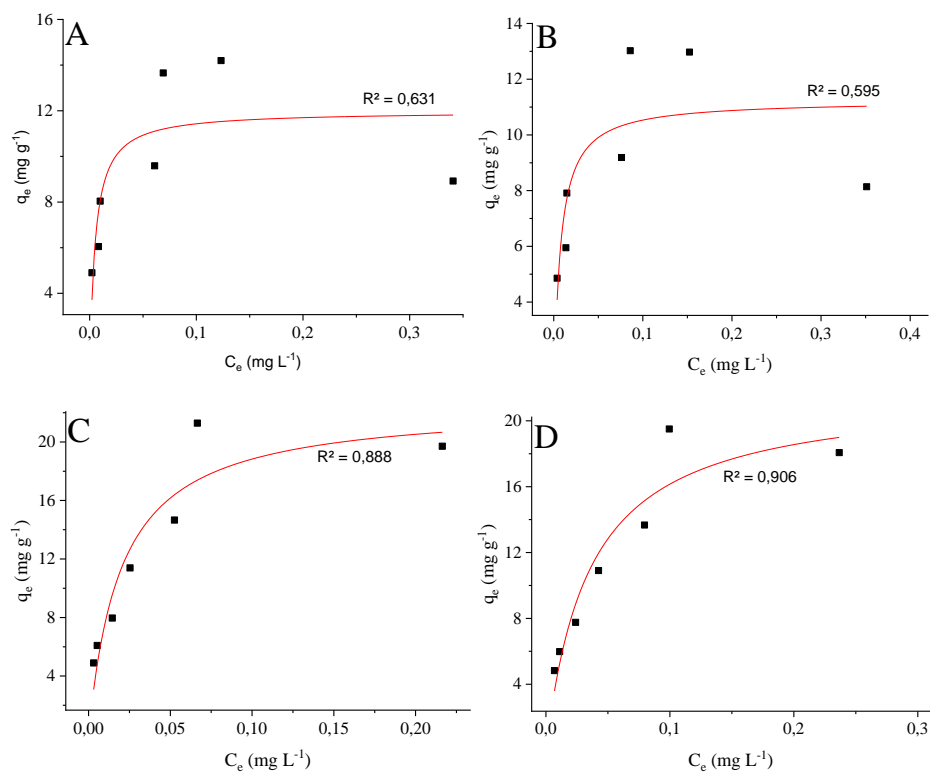 A
16
12
8
4
qₑ (mg g⁻¹)
R² = 0,631
0,0 0,1 0,2 0,3
Cₑ (mg L⁻¹)
B
14
13
11
10
8
6
4
qₑ (mg g⁻¹)
R² = 0,595
0,0 0,1 0,2 0,3 0,4
Cₑ (mg L⁻¹)
C
20
16
12
8
4
qₑ (mg g⁻¹)
R² = 0,888
0,00 0,05 0,10 0,15 0,20
Cₑ (mg L⁻¹)
D
20
16
12
8
4
qₑ (mg g⁻¹)
R² = 0,906
0,0 0,1 0,2 0,3
Cₑ (mg L⁻¹)